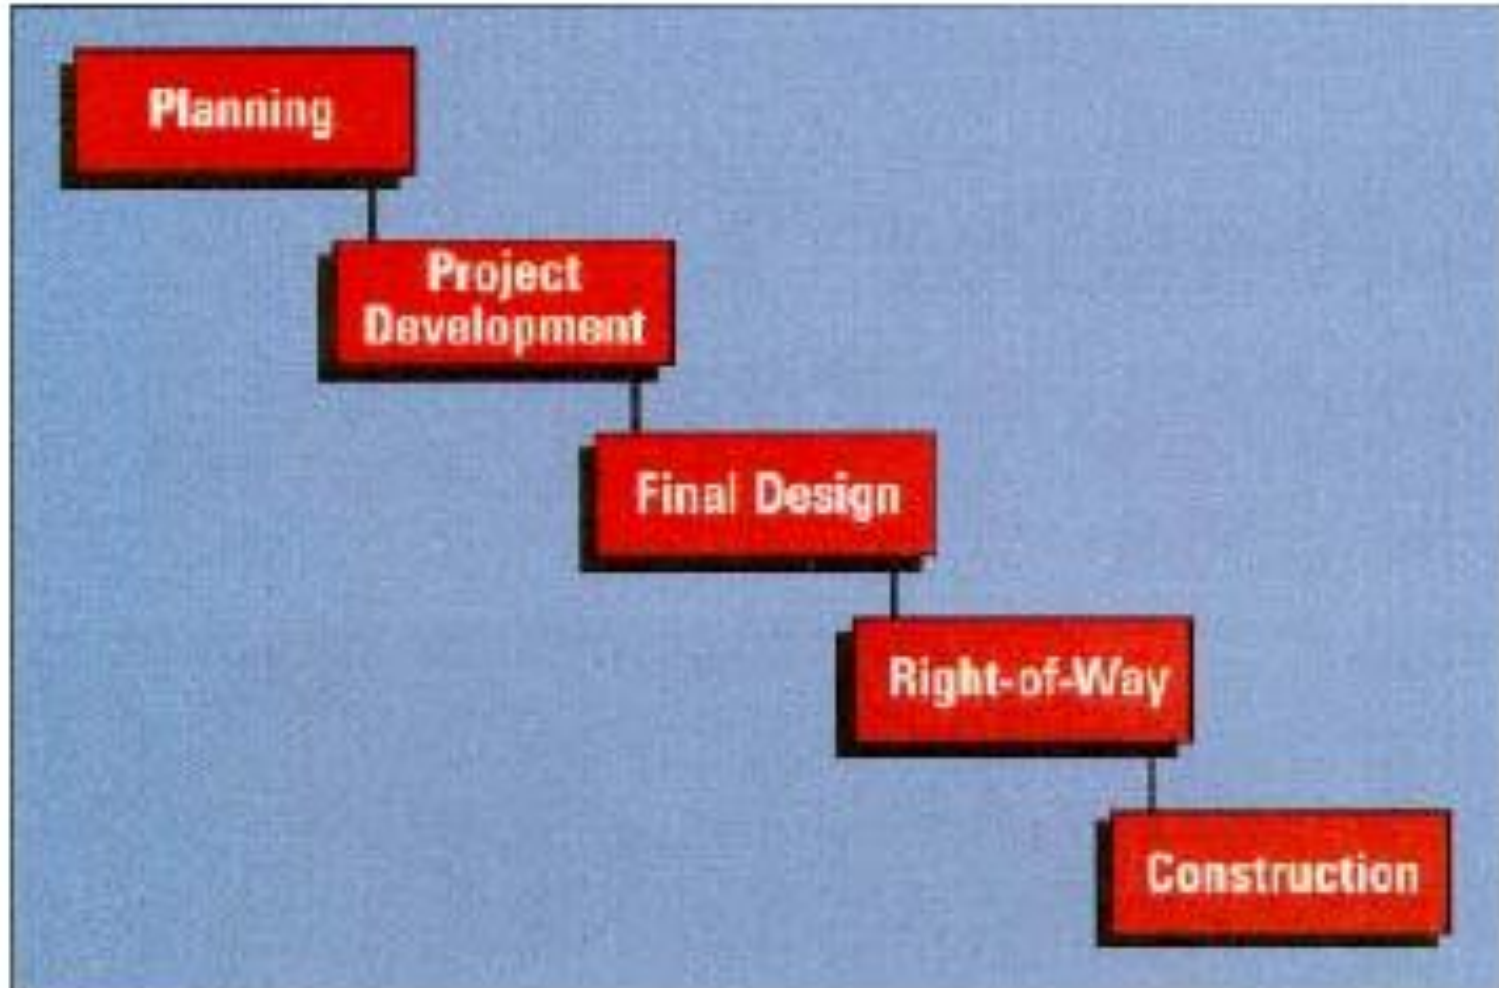 Planning
Project
Development
Final Design
Right-of-Way
Construction